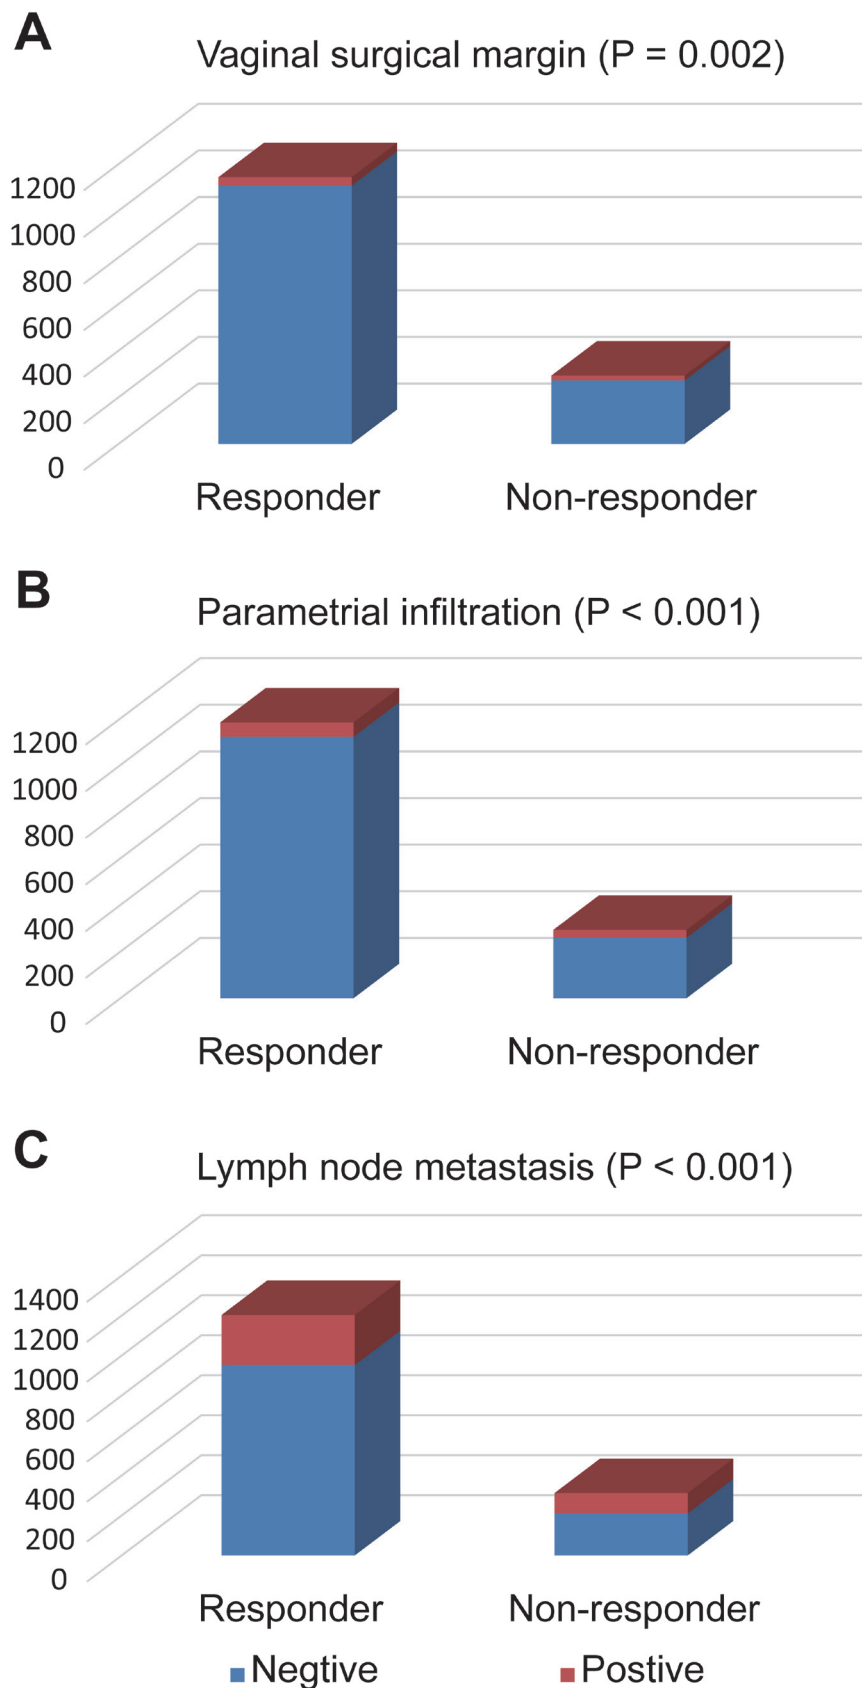 A
Vaginal surgical margin (P = 0.002)
1200
1000
800
600
400
200
0
Responder Non-responder
B
Parametrial infiltration (P < 0.001)
1200
1000
800
600
400
200
0
Responder Non-responder
C
Lymph node metastasis (P < 0.001)
1400
1200
1000
800
600
400
200
0
Responder Non-responder
Negtive Postive